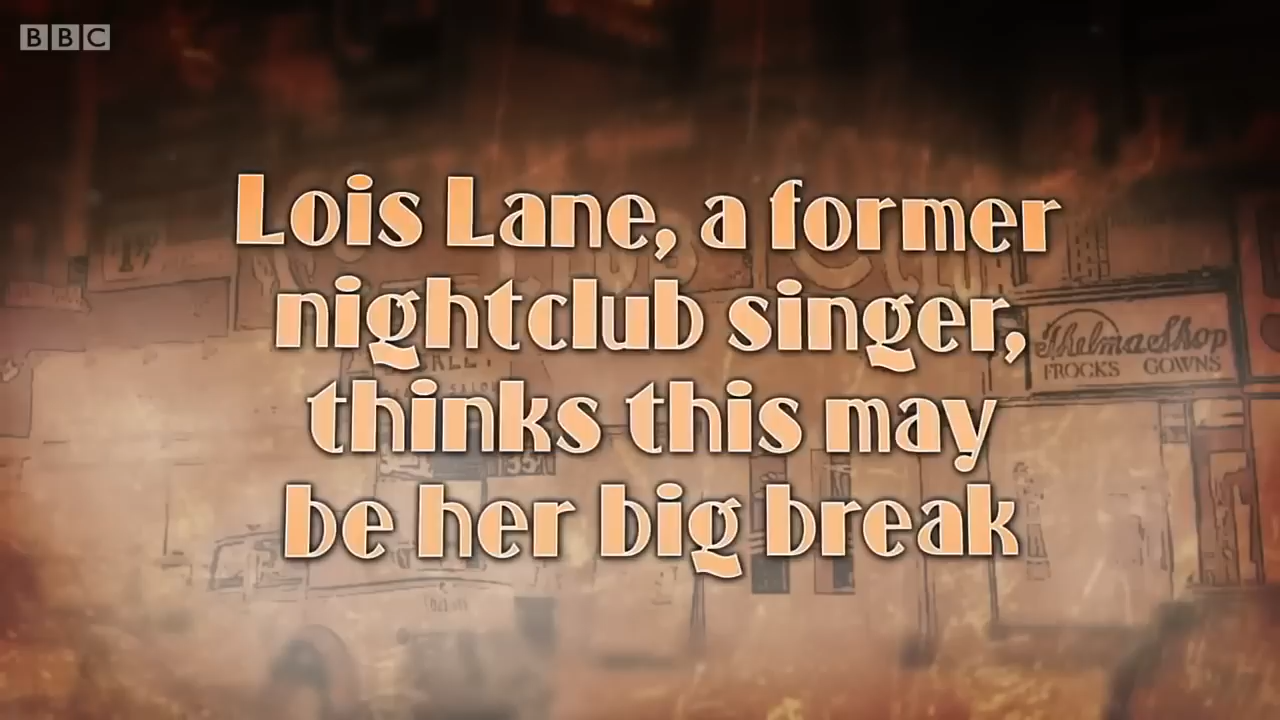 BBC
Lois Lane, a former
nightclub singer,
thinks this may
be her big break
Thelma Shop
FROCKS GOWNS